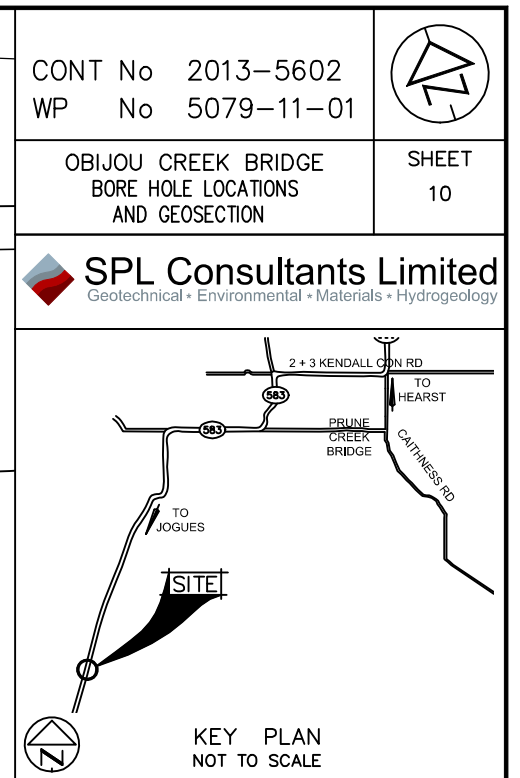 CONT No 2013-5602
WP No 5079-11-01
N
OBIJOU CREEK BRIDGE
BORE HOLE LOCATIONS
AND GEOSECTION
SHEET
10
SPL Consultants Limited
Geotechnical * Environmental * Materials * Hydrogeology
2 + 3 KENDALL CON RD
583
TO
HEARST
583
PRUNE
CREEK
BRIDGE
CAITHNESS RD
TO
JOGUES
SITE
N
KEY PLAN
NOT TO SCALE